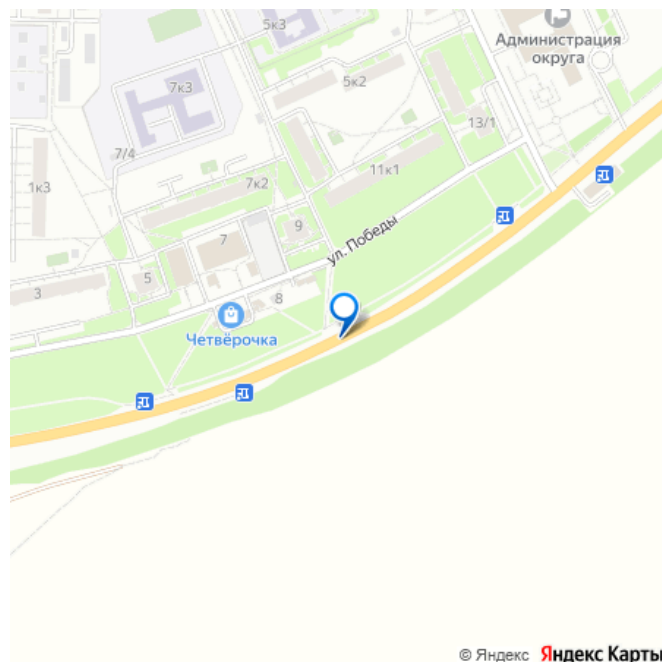 5к3
Администрация
округа
5к2
7к3
13/1
7/4
11к1
1к3
7к2
9
ул. Победы
7
5
3
8
Четвёрочка
© Яндекс Яндекс Карты